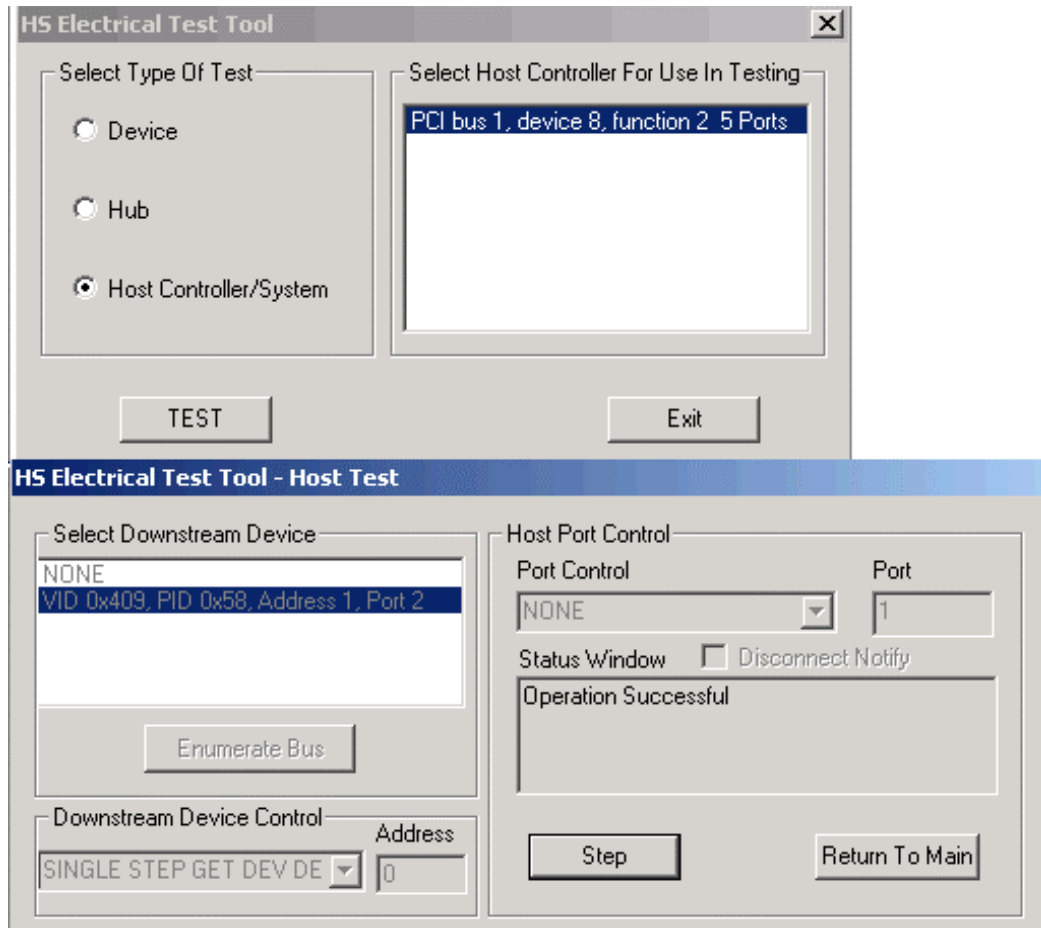 HS Electrical Test Tool
Select Type Of Test
Device
Hub
Host Controller/System
Select Host Controller For Use In Testing
PCI bus 1, device 8, function 2  5 Ports
TEST
Exit
HS Electrical Test Tool - Host Test
Select Downstream Device
NONE
VID 0x409, PID 0x58, Address 1, Port 2
Enumerate Bus
Downstream Device Control
Address
SINGLE STEP GET DEV DE
0
Host Port Control
Port Control
Port
NONE
1
Status Window
Disconnect Notify
Operation Successful
Step
Return To Main